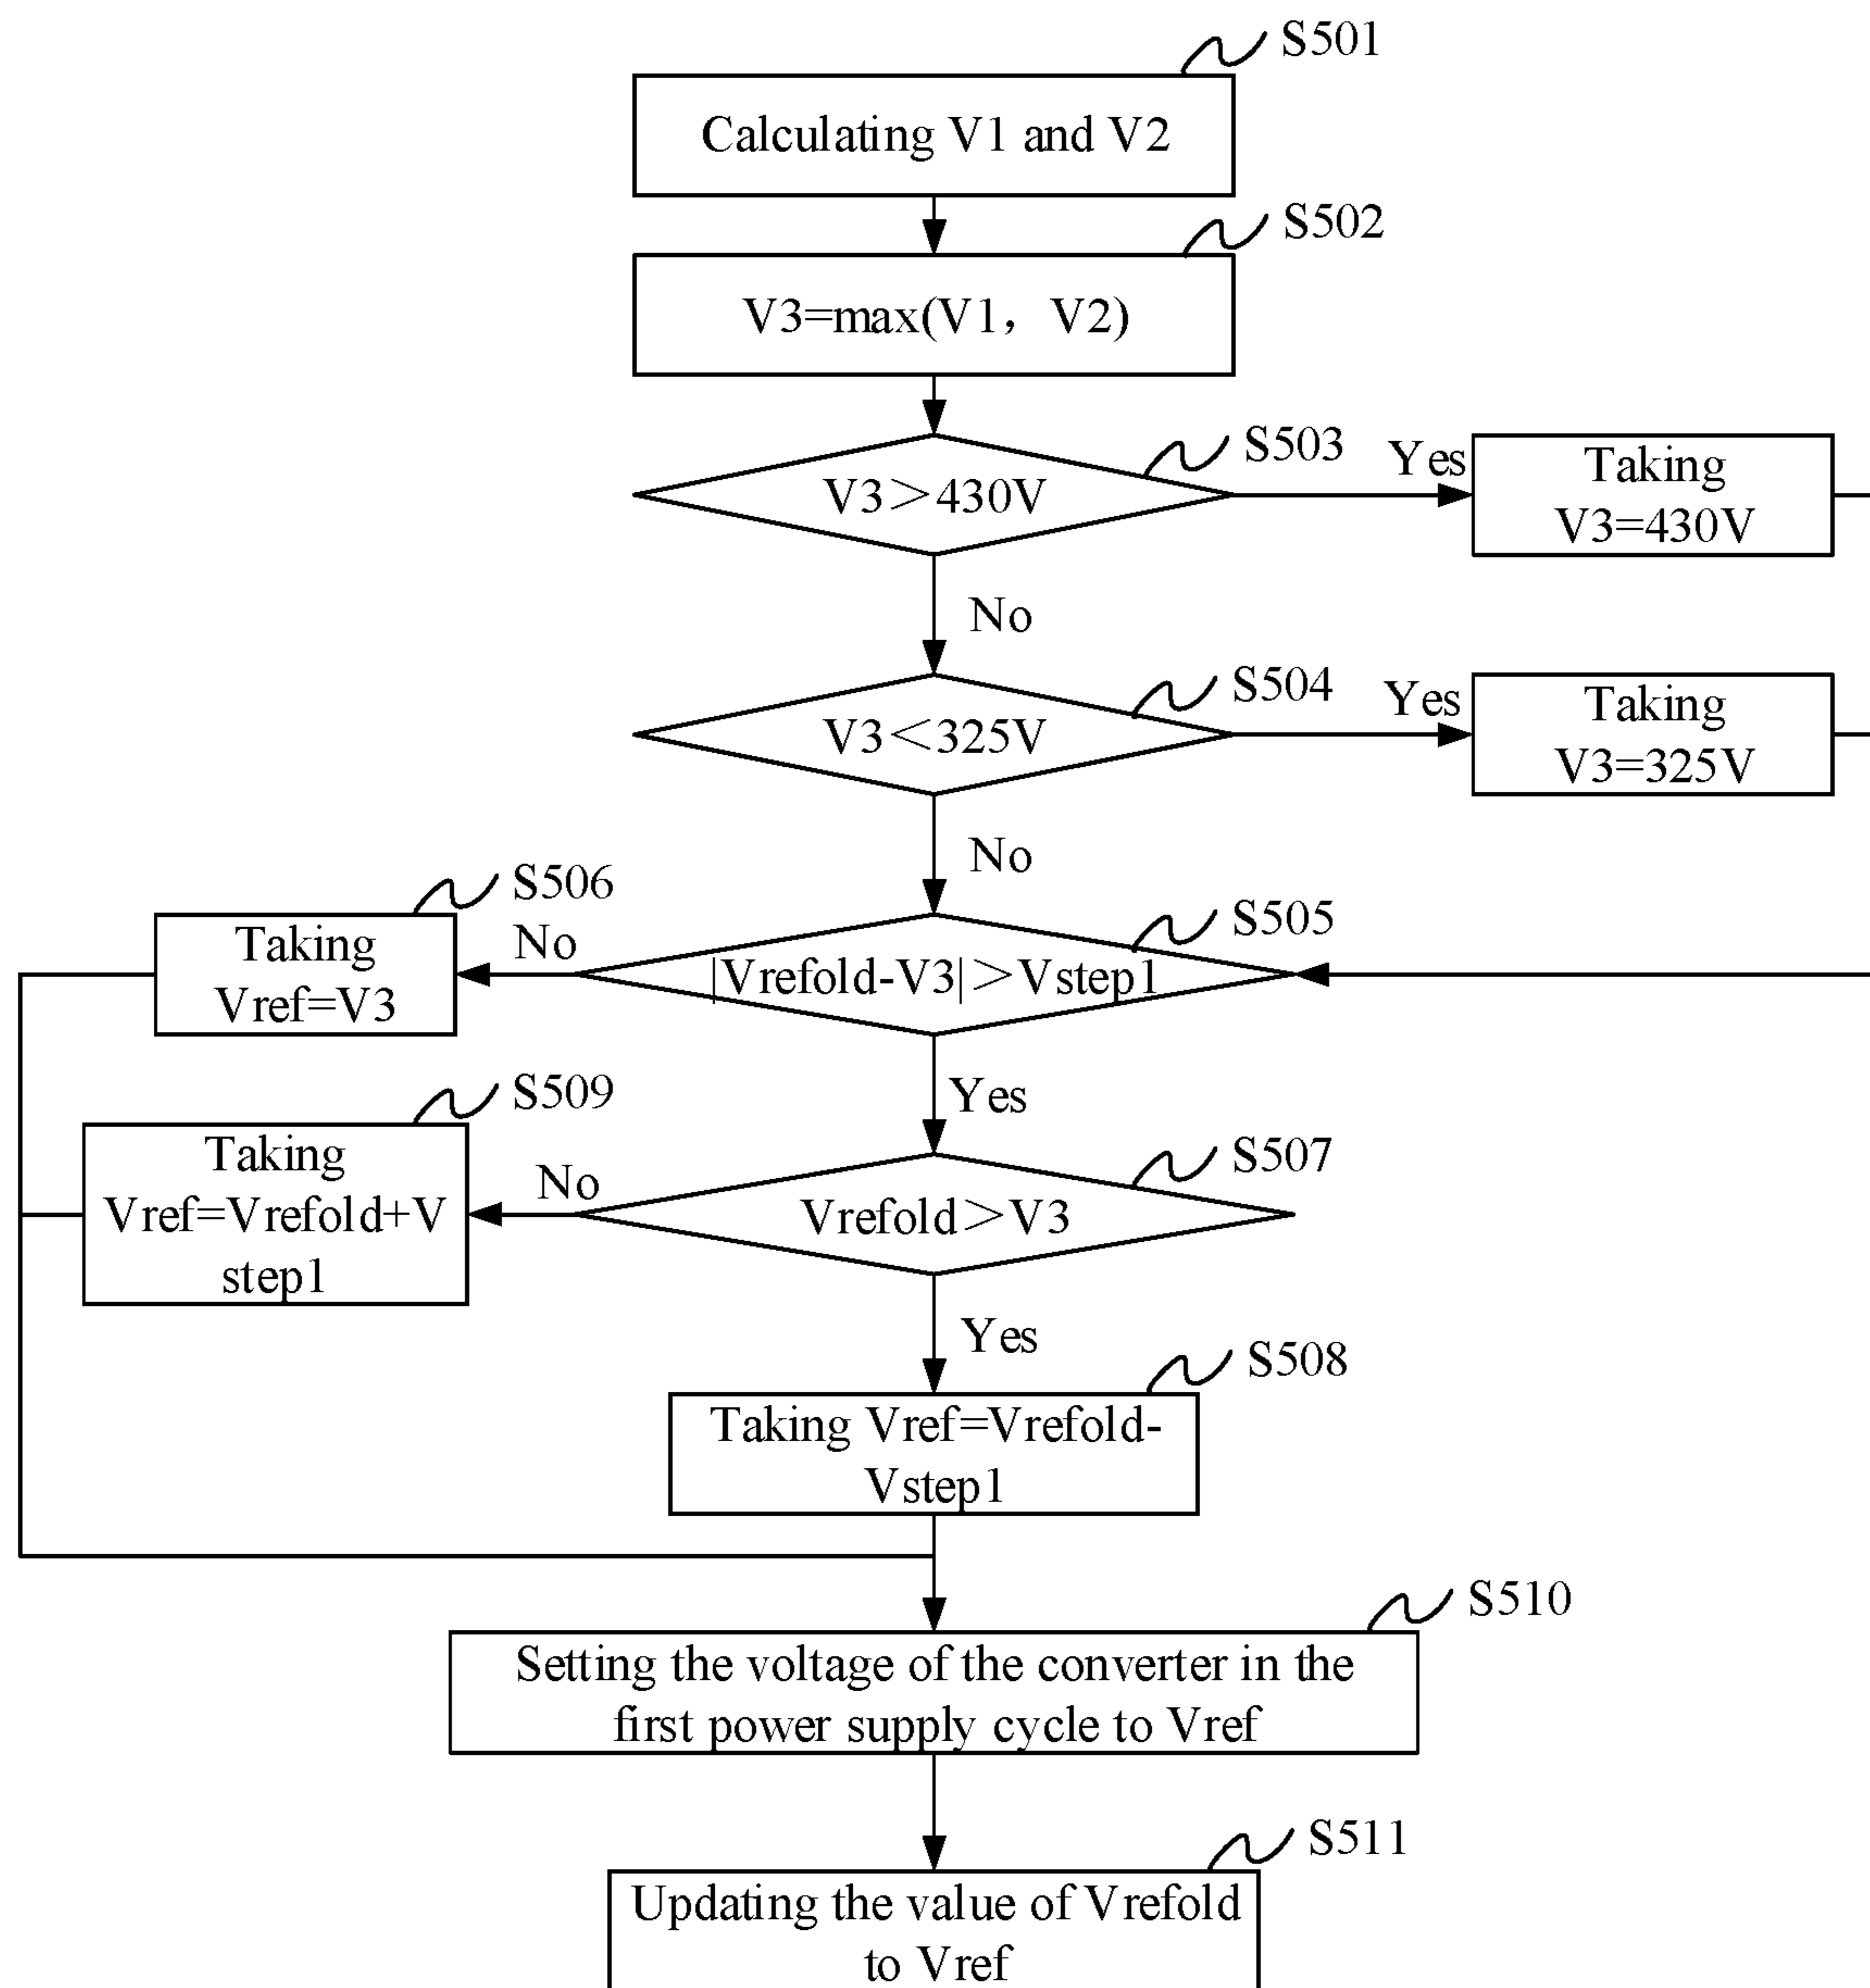 S501
Calculating V1 and V2
S502
V3=max(V1，V2)
S503
V3＞430V
Yes
Taking
V3=430V
No
S504
V3＜325V
Yes
Taking
V3=325V
No
S506
Taking
Vref=V3
No
S505
|Vrefold-V3|＞Vstep1
Yes
S509
Taking
Vref=Vrefold+V
step1
No
S507
Vrefold＞V3
Yes
S508
Taking Vref=Vrefold-
Vstep1
S510
Setting the voltage of the converter in the
first power supply cycle to Vref
S511
Updating the value of Vrefold
to Vref